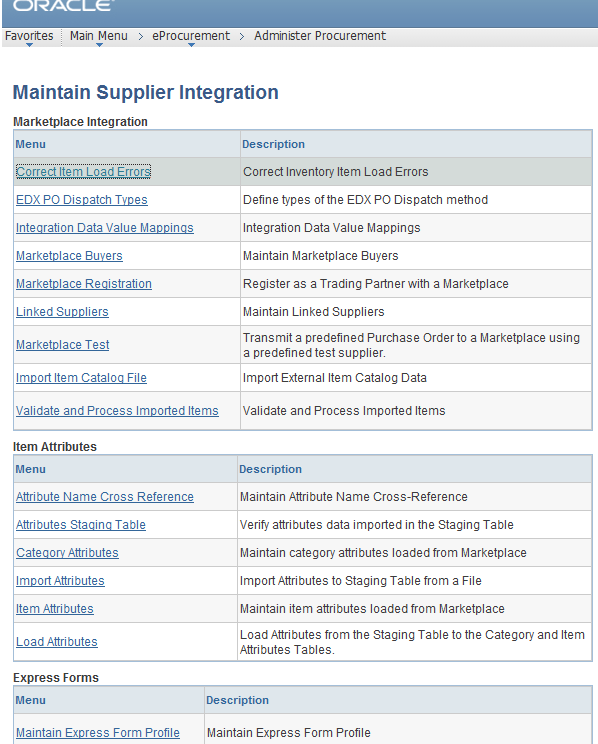 ORACLE
Favorites Main Menu > eProcurement > Administer Procurement
Maintain Supplier Integration
Marketplace Integration
Menu Description
Correct Item Load Errors Correct Inventory Item Load Errors
EDX PO Dispatch Types Define types of the EDX PO Dispatch method
Integration Data Value Mappings Integration Data Value Mappings
Marketplace Buyers Maintain Marketplace Buyers
Marketplace Registration Register as a Trading Partner with a Marketplace
Linked Suppliers Maintain Linked Suppliers
Marketplace Test Transmit a predefined Purchase Order to a Marketplace using
a predefined test supplier.
Import Item Catalog File Import External Item Catalog Data
Validate and Process Imported Items Validate and Process Imported Items
Item Attributes
Menu Description
Attribute Name Cross Reference Maintain Attribute Name Cross-Reference
Attributes Staging Table Verify attributes data imported in the Staging Table
Category Attributes Maintain category attributes loaded from Marketplace
Import Attributes Import Attributes to Staging Table from a File
Item Attributes Maintain item attributes loaded from Marketplace
Load Attributes Load Attributes from the Staging Table to the Category and Item
Attributes Tables.
Express Forms
Menu Description
Maintain Express Form Profile Maintain Express Form Profile